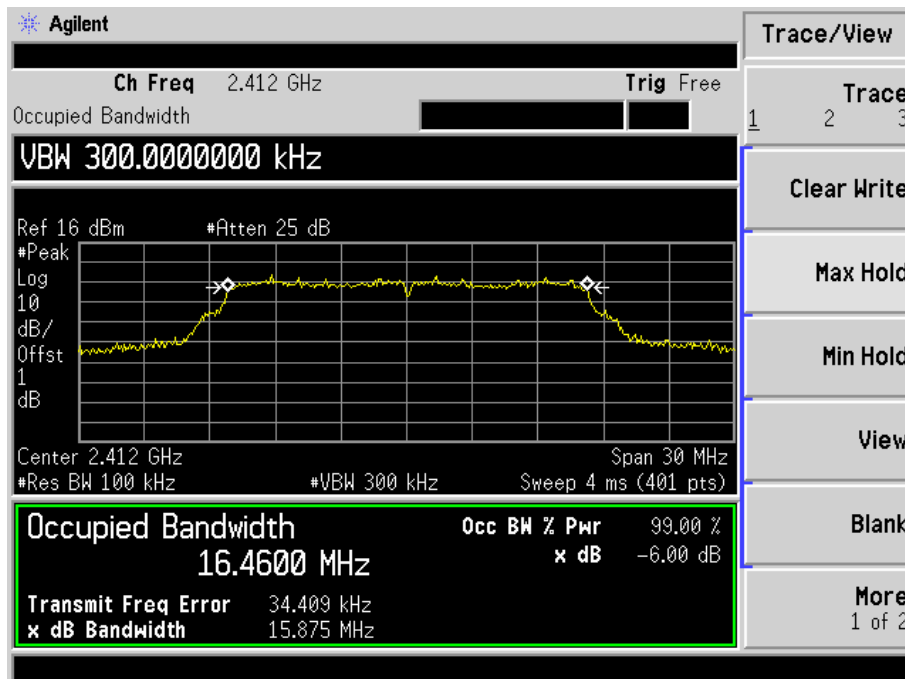 Agilent
Trace/View
Ch Freq 2.412 GHz Trig Free
Occupied Bandwidth
Trace
1 2 3
VBW 300.0000000 kHz
Clear Write
Ref 16 dBm #Atten 25 dB
#Peak
Log
10
dB/
Offst
1
dB
Max Hold
Min Hold
View
Center 2.412 GHz Span 30 MHz
#Res BW 100 kHz #VBW 300 kHz Sweep 4 ms (401 pts)
Occupied Bandwidth
16.4600 MHz
Occ BW % Pwr 99.00 %
x dB -6.00 dB
Blank
Transmit Freq Error 34.409 kHz
x dB Bandwidth 15.875 MHz
More
1 of 2